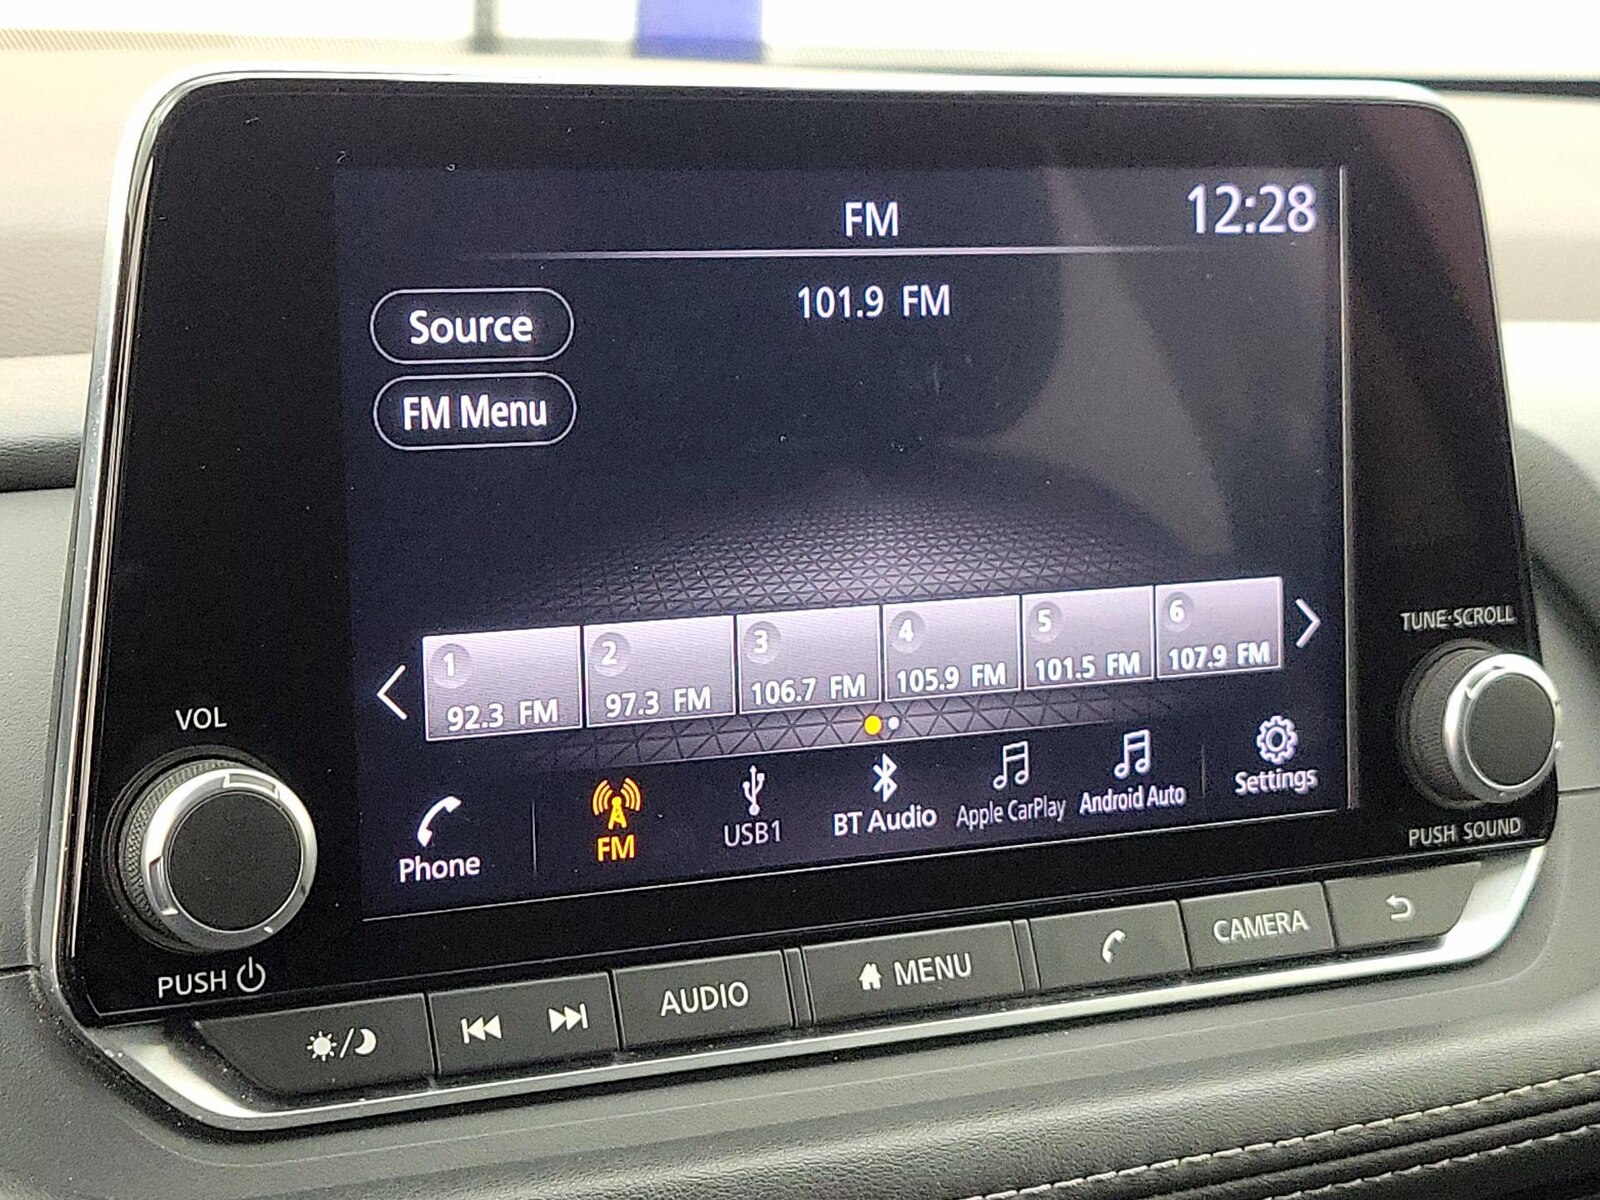 FM
12:28
101.9 FM
Source
FM Menu
1
92.3 FM
2
97.3 FM
3
106.7 FM
4
105.9 FM
5
101.5 FM
6
107.9 FM
Phone
FM
USB1
BT Audio
Apple CarPlay
Android Auto
Settings
VOL
PUSH
TUNE·SCROLL
PUSH SOUND
AUDIO
MENU
CAMERA